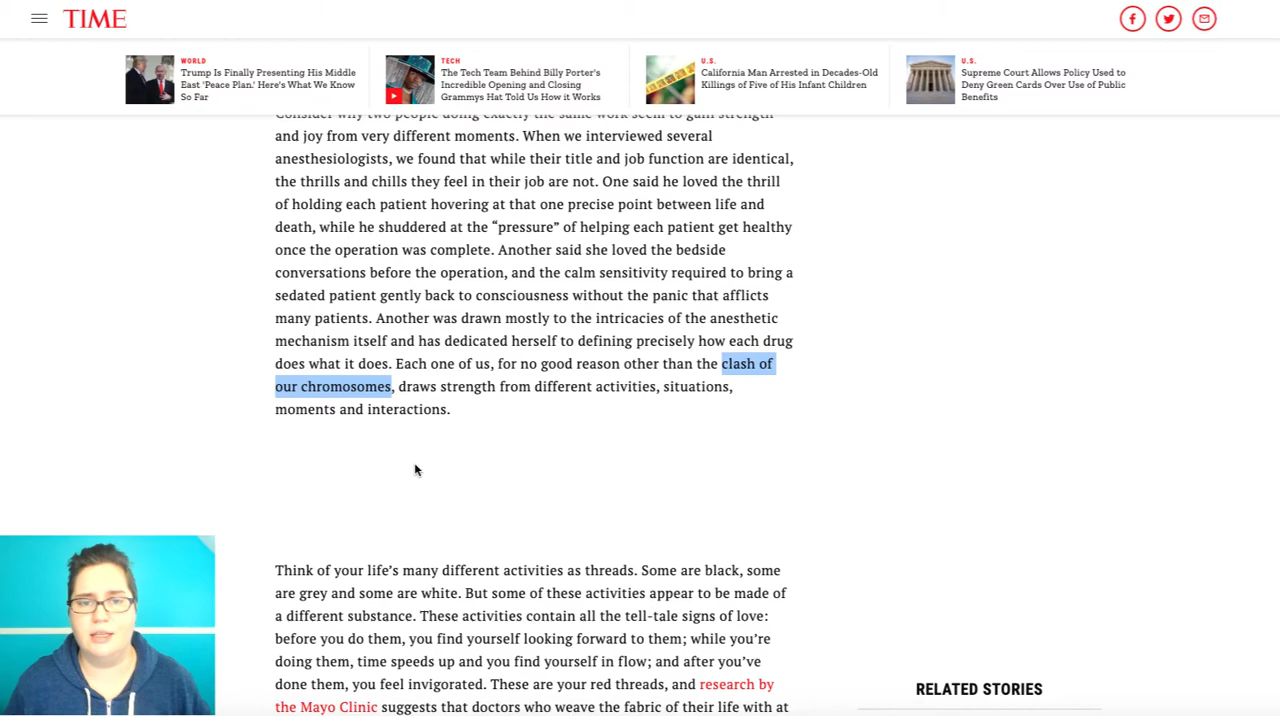 TIME
WORLD
Trump Is Finally Presenting His Middle
East 'Peace Plan.' Here's What We Know
So Far
TECH
The Tech Team Behind Billy Porter's
Incredible Opening and Closing
Grammys Hat Told Us How it Works
U.S.
California Man Arrested in Decades-Old
Killings of Five of His Infant Children
U.S.
Supreme Court Allows Policy Used to
Deny Green Cards Over Use of Public
Benefits
Consider why two people doing exactly the same work seem to gain strength
and joy from very different moments. When we interviewed several
anesthesiologists, we found that while their title and job function are identical,
the thrills and chills they feel in their job are not. One said he loved the thrill
of holding each patient hovering at that one precise point between life and
death, while he shuddered at the “pressure” of helping each patient get healthy
once the operation was complete. Another said she loved the bedside
conversations before the operation, and the calm sensitivity required to bring a
sedated patient gently back to consciousness without the panic that afflicts
many patients. Another was drawn mostly to the intricacies of the anesthetic
mechanism itself and has dedicated herself to defining precisely how each drug
does what it does. Each one of us, for no good reason other than the clash of
our chromosomes, draws strength from different activities, situations,
moments and interactions.
Think of your life’s many different activities as threads. Some are black, some
are grey and some are white. But some of these activities appear to be made of
a different substance. These activities contain all the tell-tale signs of love:
before you do them, you find yourself looking forward to them; while you’re
doing them, time speeds up and you find yourself in flow; and after you’ve
done them, you feel invigorated. These are your red threads, and research by
the Mayo Clinic suggests that doctors who weave the fabric of their life with at
RELATED STORIES